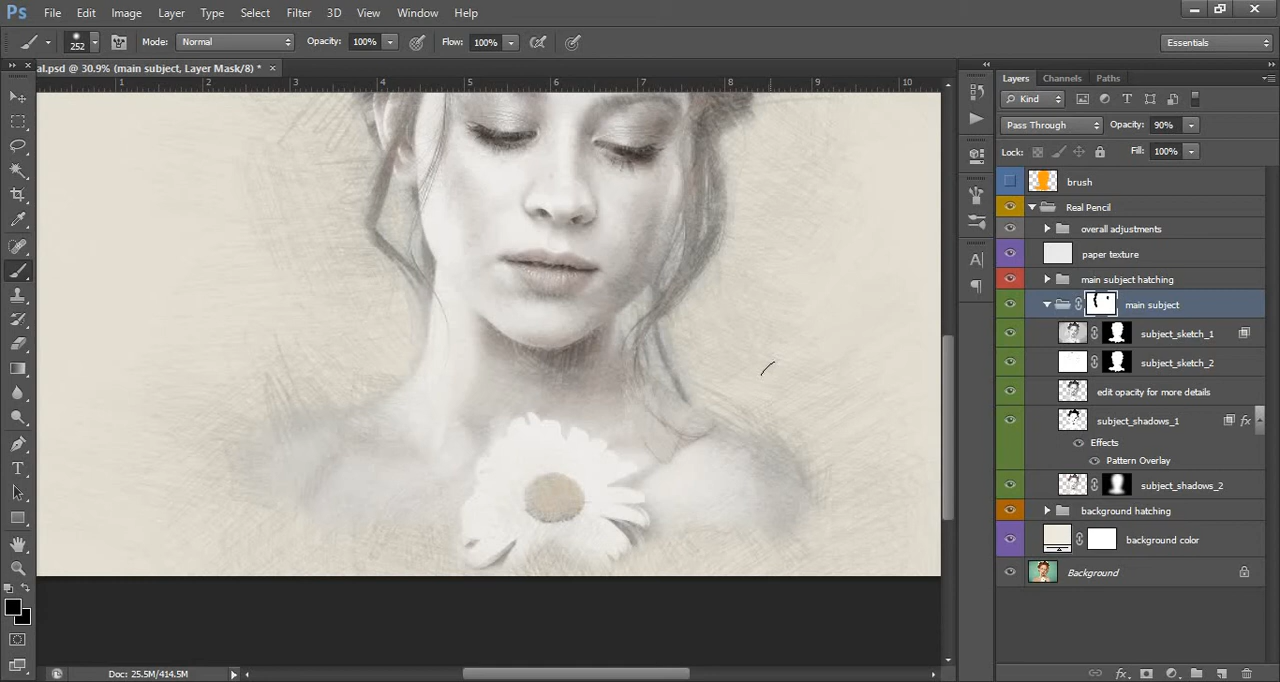 Ps File Edit Image Layer Type Select Filter 3D View Window Help
252 Mode: Normal Opacity: 100% Flow: 100% Essentials
al.psd @ 30.9% (main subject, Layer Mask/8) * ×
2 3 4 5 6 7 8 9 10
Layers Channels Paths
Kind
Pass Through Opacity: 90%
Lock: Fill: 100%
brush
Real Pencil
overall adjustments
paper texture
main subject hatching
main subject
subject_sketch_1
subject_sketch_2
edit opacity for more details
subject_shadows_1 fx
Effects
Pattern Overlay
subject_shadows_2
background hatching
background color
Background
Doc: 25.5M/414.5M